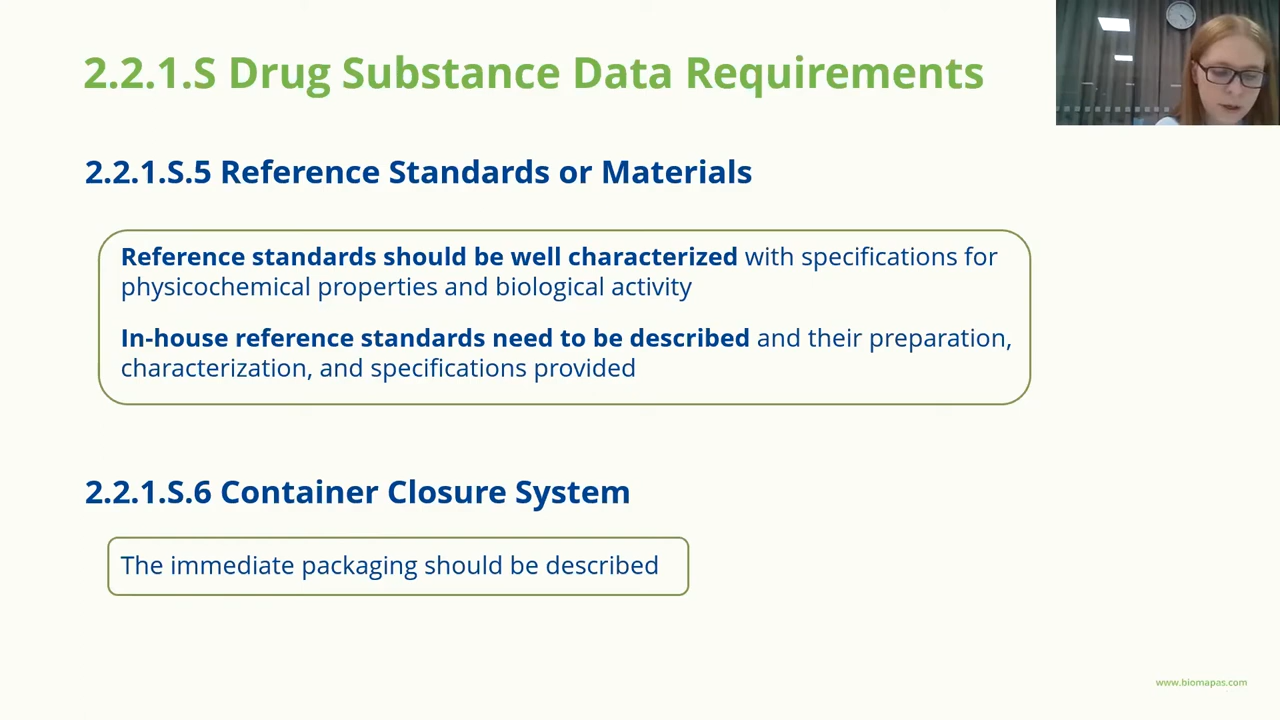 2.2.1.S Drug Substance Data Requirements
2.2.1.S.5 Reference Standards or Materials
Reference standards should be well characterized with specifications for
physicochemical properties and biological activity
In-house reference standards need to be described and their preparation,
characterization, and specifications provided
2.2.1.S.6 Container Closure System
The immediate packaging should be described
www.biomapas.com